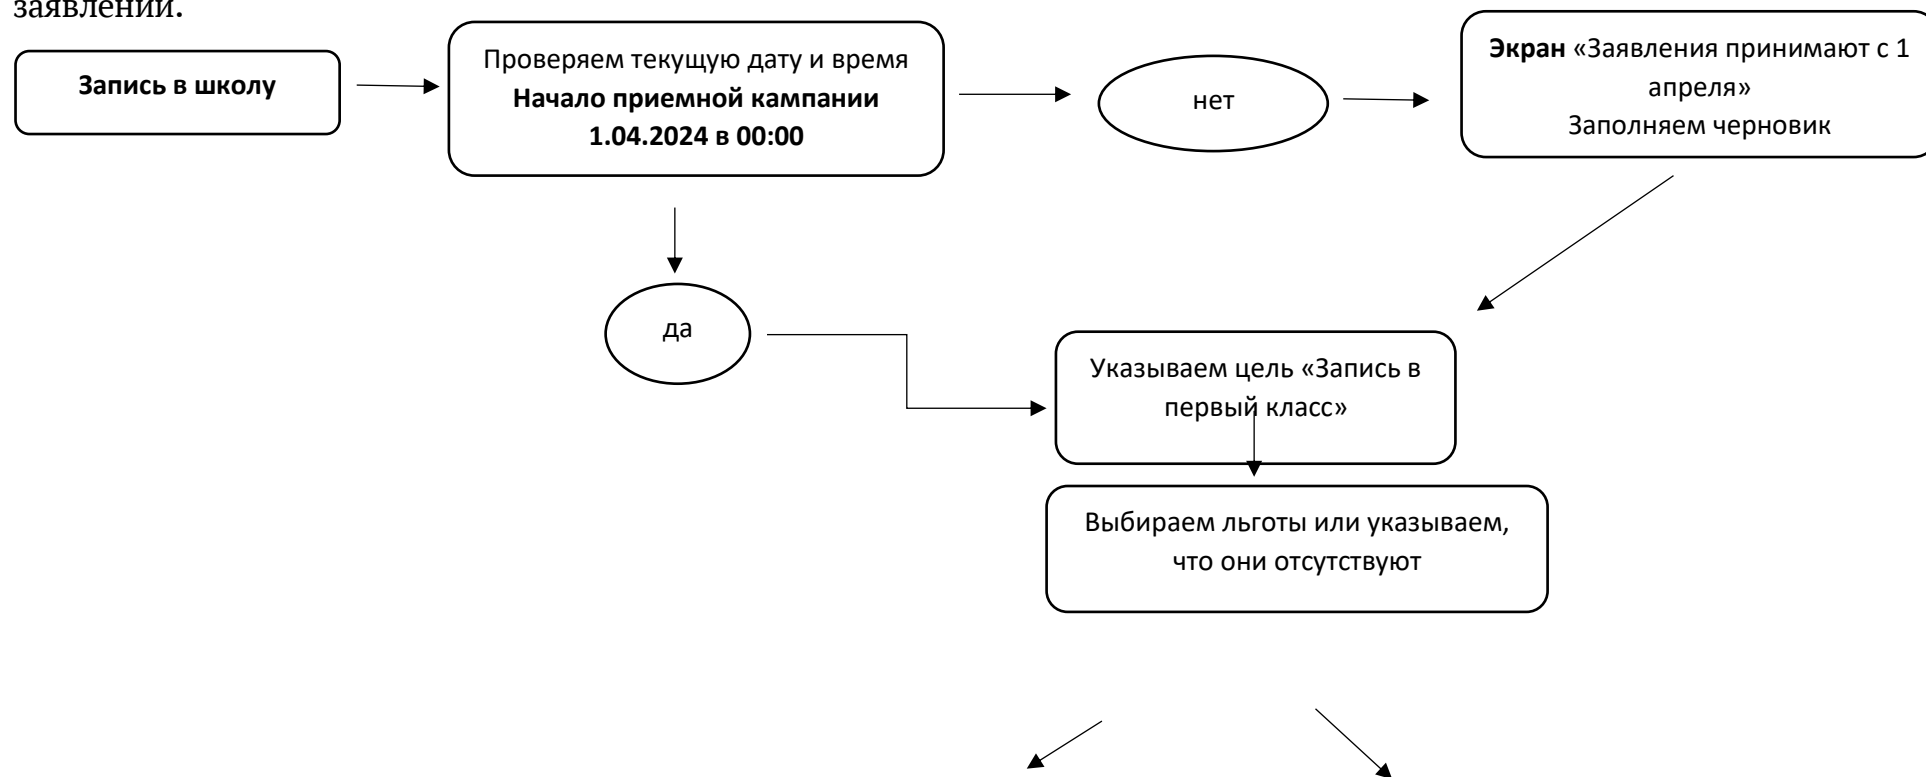 заявлений.
Запись в школу
Проверяем текущую дату и время
Начало приемной кампании
1.04.2024 в 00:00
нет
Экран «Заявления принимают с 1
апреля»
Заполняем черновик
да
Указываем цель «Запись в
первый класс»
Выбираем льготы или указываем,
что они отсутствуют